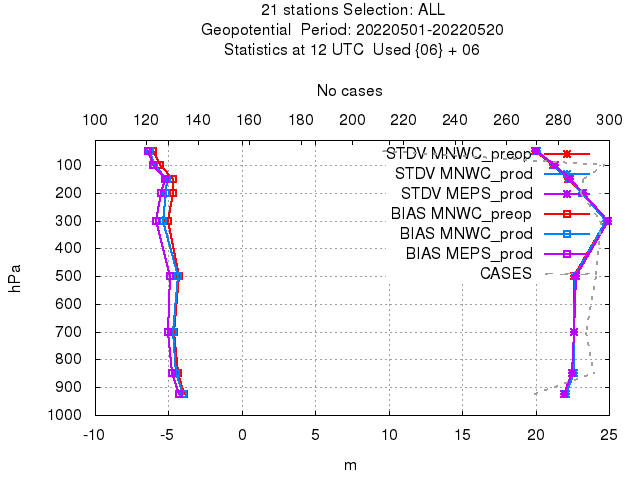 21 stations Selection: ALL
Geopotential  Period: 20220501-20220520
Statistics at 12 UTC  Used {06} + 06
No cases
100 120 140 160 180 200 220 240 260 280 300
STDV MNWC_preop
100
STDV MNWC_prod
200
STDV MEPS_prod
BIAS MNWC_preop
300
BIAS MNWC_prod
400
BIAS MEPS_prod
CASES
500
600
700
800
900
1000
hPa
-10 -5 0 5 10 15 20 25
m